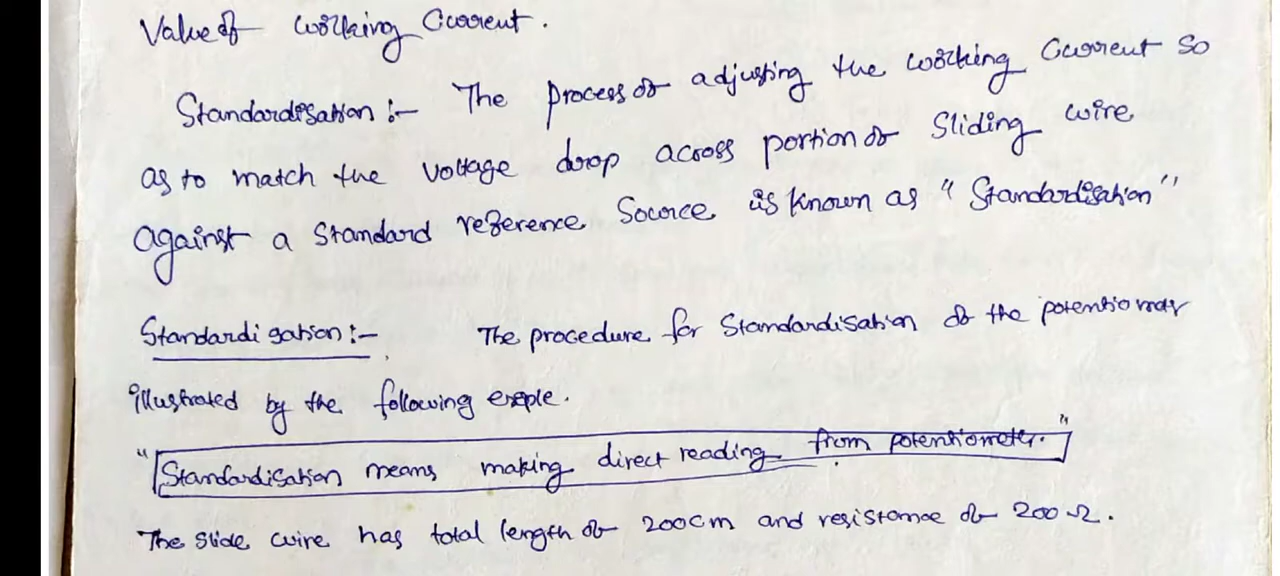 Value of working Current.
Standardisation :- The process of adjusting the working Current so
as to match the voltage drop across portion of sliding wire
against a standard reference source is known as "Standardisation"
Standardisation :- The procedure for standardisation of the potentiometer
illustrated by the following exaple.
"Standardisation means making direct reading from potentiometer."
The slide wire has total length of 200cm and resistance of 200 Ω.